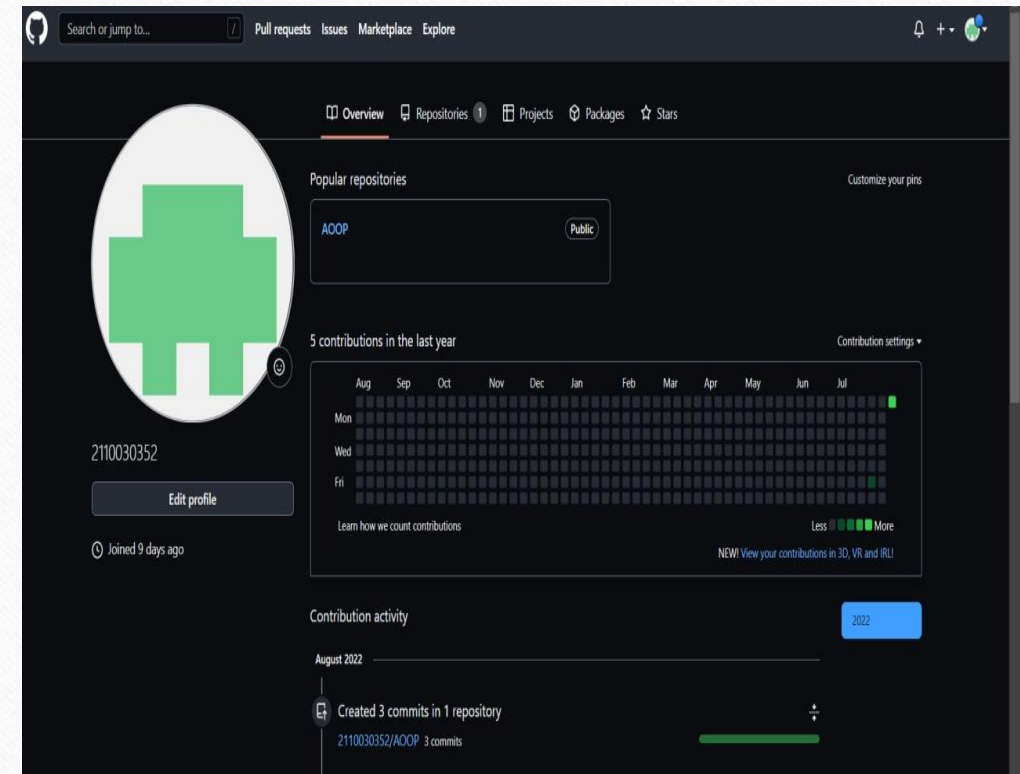 Search or jump to... / Pull requests Issues Marketplace Explore
Overview Repositories 1 Projects Packages Stars
Popular repositories Customize your pins
AOOP Public
5 contributions in the last year Contribution settings
Aug Sep Oct Nov Dec Jan Feb Mar Apr May Jun Jul
Mon
Wed
Fri
Learn how we count contributions Less More
NEW! View your contributions in 3D, VR and IRL!
2110030352
Edit profile
Joined 9 days ago
Contribution activity 2022
August 2022
Created 3 commits in 1 repository
2110030352/AOOP 3 commits